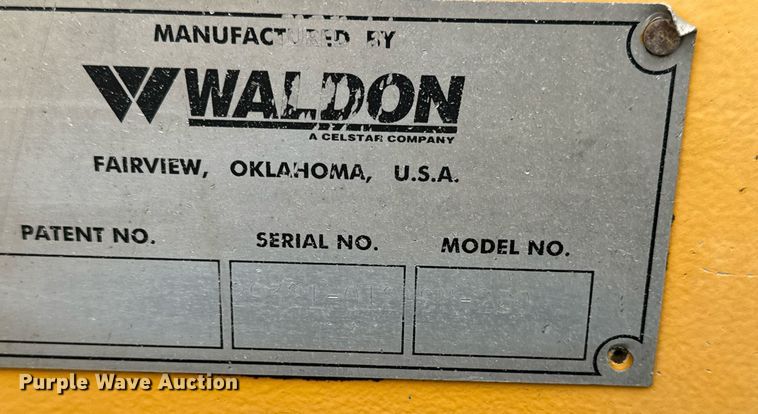 MANUFACTURED BY
WALDON
A CELSTAR COMPANY
FAIRVIEW, OKLAHOMA, U.S.A.
PATENT NO. SERIAL NO. MODEL NO.
Purple Wave Auction